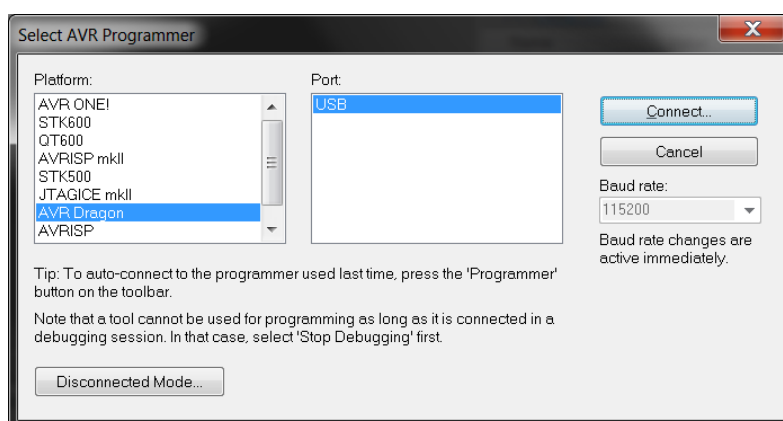 Select AVR Programmer
Platform:
AVR ONE!
STK600
QT600
AVRISP mkII
STK500
JTAGICE mkII
AVR Dragon
AVRISP
Port:
USB
Connect...
Cancel
Baud rate:
115200
Baud rate changes are
active immediately.
Tip: To auto-connect to the programmer used last time, press the 'Programmer'
button on the toolbar.
Note that a tool cannot be used for programming as long as it is connected in a
debugging session. In that case, select 'Stop Debugging' first.
Disconnected Mode...